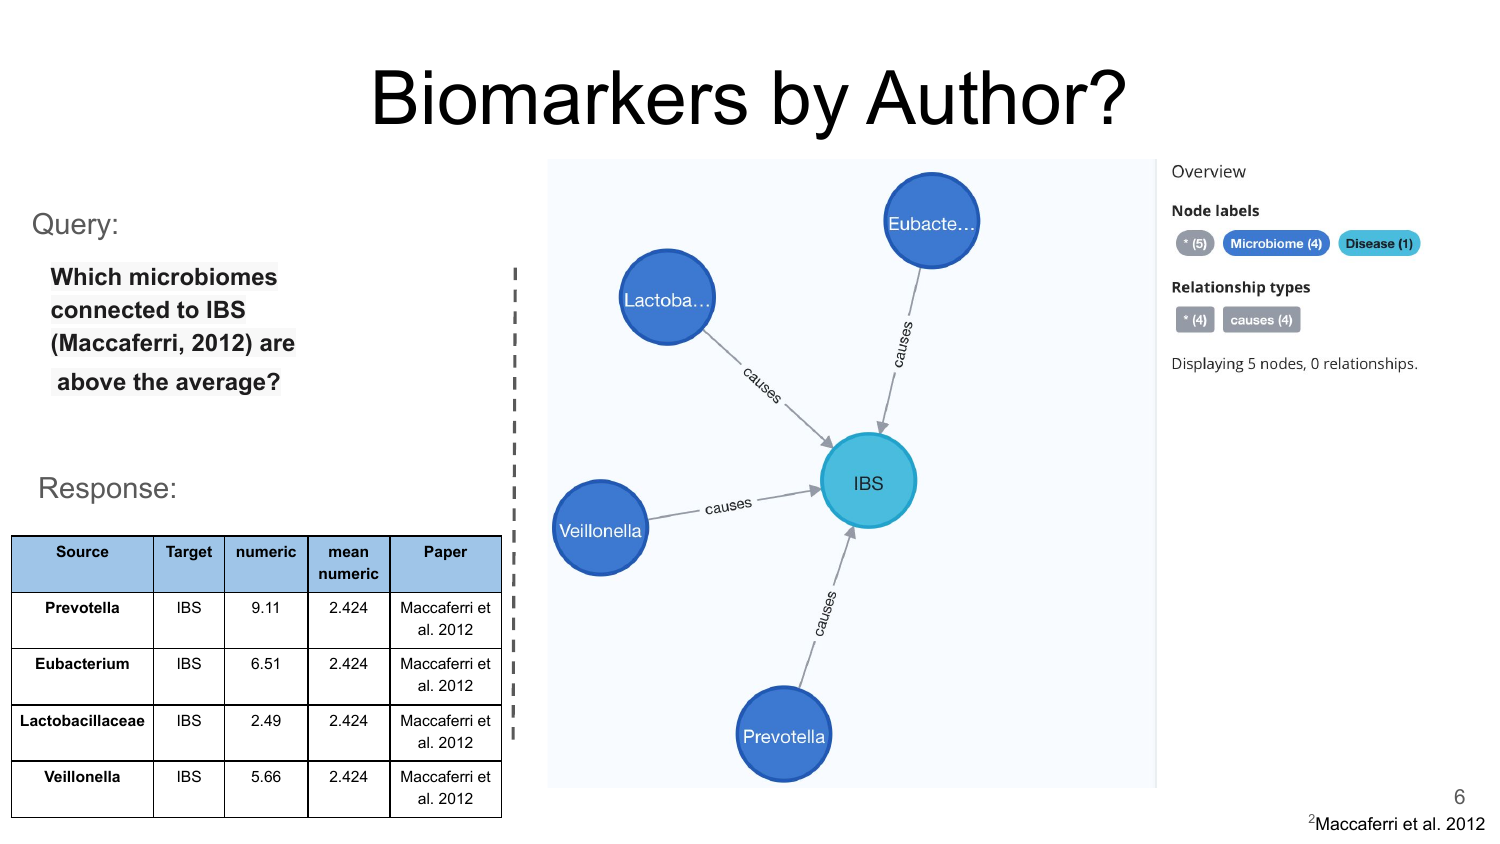 Biomarkers by Author?
Query:
Which microbiomes
connected to IBS
(Maccaferri, 2012) are
above the average?
Response:
Source Target numeric mean numeric Paper
Prevotella IBS 9.11 2.424 Maccaferri et al. 2012
Eubacterium IBS 6.51 2.424 Maccaferri et al. 2012
Lactobacillaceae IBS 2.49 2.424 Maccaferri et al. 2012
Veillonella IBS 5.66 2.424 Maccaferri et al. 2012
Eubacte...
Lactoba...
causes
causes
IBS
Veillonella
causes
causes
Prevotella
Overview
Node labels
* (5) Microbiome (4) Disease (1)
Relationship types
* (4) causes (4)
Displaying 5 nodes, 0 relationships.
6
²Maccaferri et al. 2012